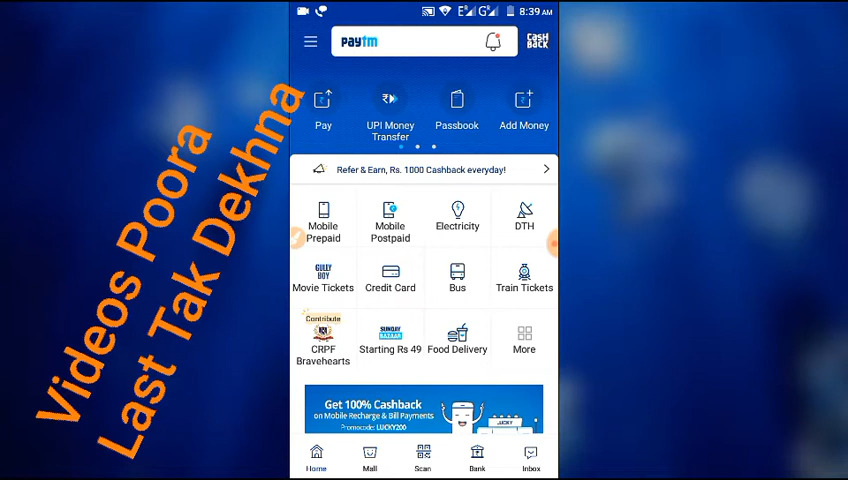 8:39 AM
paytm
CASH
BACK
Pay
UPI Money
Transfer
Passbook
Add Money
Refer & Earn, Rs. 1000 Cashback everyday!
Mobile
Prepaid
Mobile
Postpaid
Electricity
DTH
GULLY
BOY
Movie Tickets
Credit Card
Bus
Train Tickets
Contribute
CRPF
Bravehearts
SUNDAY
BAZAAR
Starting Rs 49
Food Delivery
More
Get 100% Cashback
on Mobile Recharge & Bill Payments
Promocode: LUCKY200
LUCKY
Home
Mall
Scan
Bank
Inbox
Videos Poora
Last Tak Dekhna